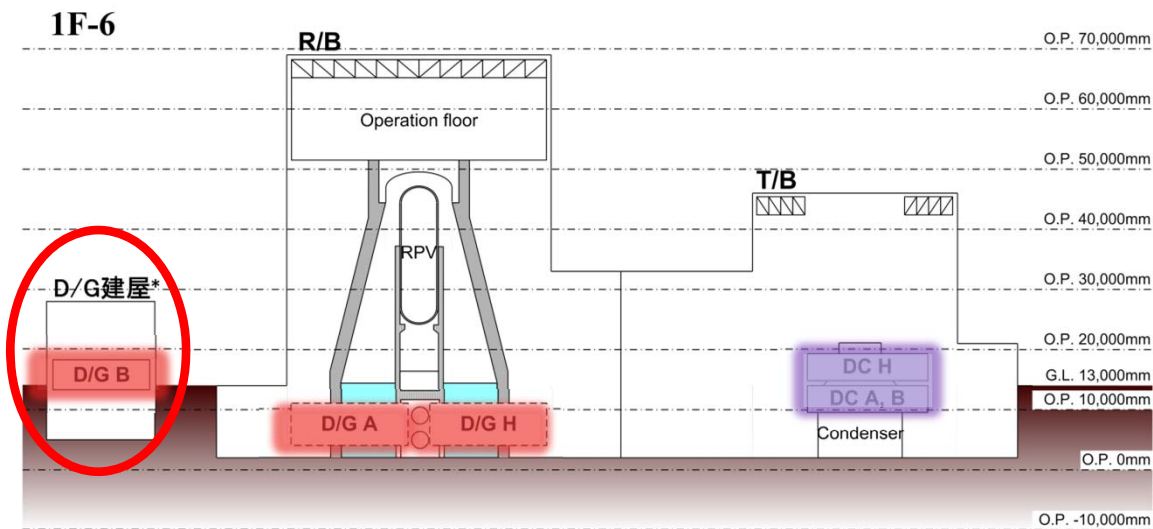 1F-6
R/B
O.P. 70,000mm
O.P. 60,000mm
Operation floor
O.P. 50,000mm
T/B
O.P. 40,000mm
RPV
D/G建屋*
O.P. 30,000mm
O.P. 20,000mm
D/G B
DC H
G.L. 13,000mm
DC A, B
O.P. 10,000mm
D/G A
D/G H
Condenser
O.P. 0mm
O.P. -10,000mm